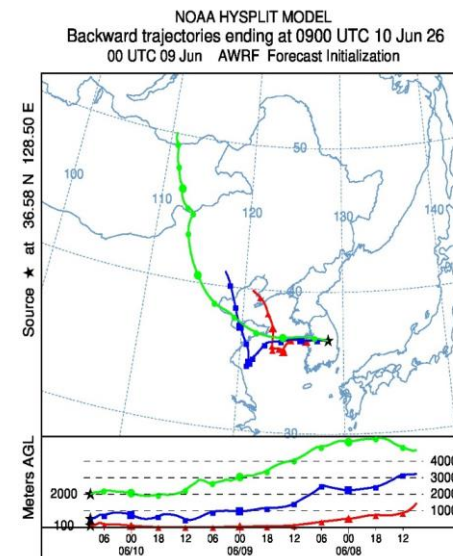 NOAA HYSPLIT MODEL
Backward trajectories ending at 0900 UTC 10 Jun 26
00 UTC 09 Jun AWRF Forecast Initialization
Source ★ at 36.58 N 128.50 E
100
110
120
130
140
50
40
30
Meters AGL
2000
100
4000
3000
2000
1000
06 00 18 12 06 00 18 12 06 00 18 12
06/10 06/09 06/08